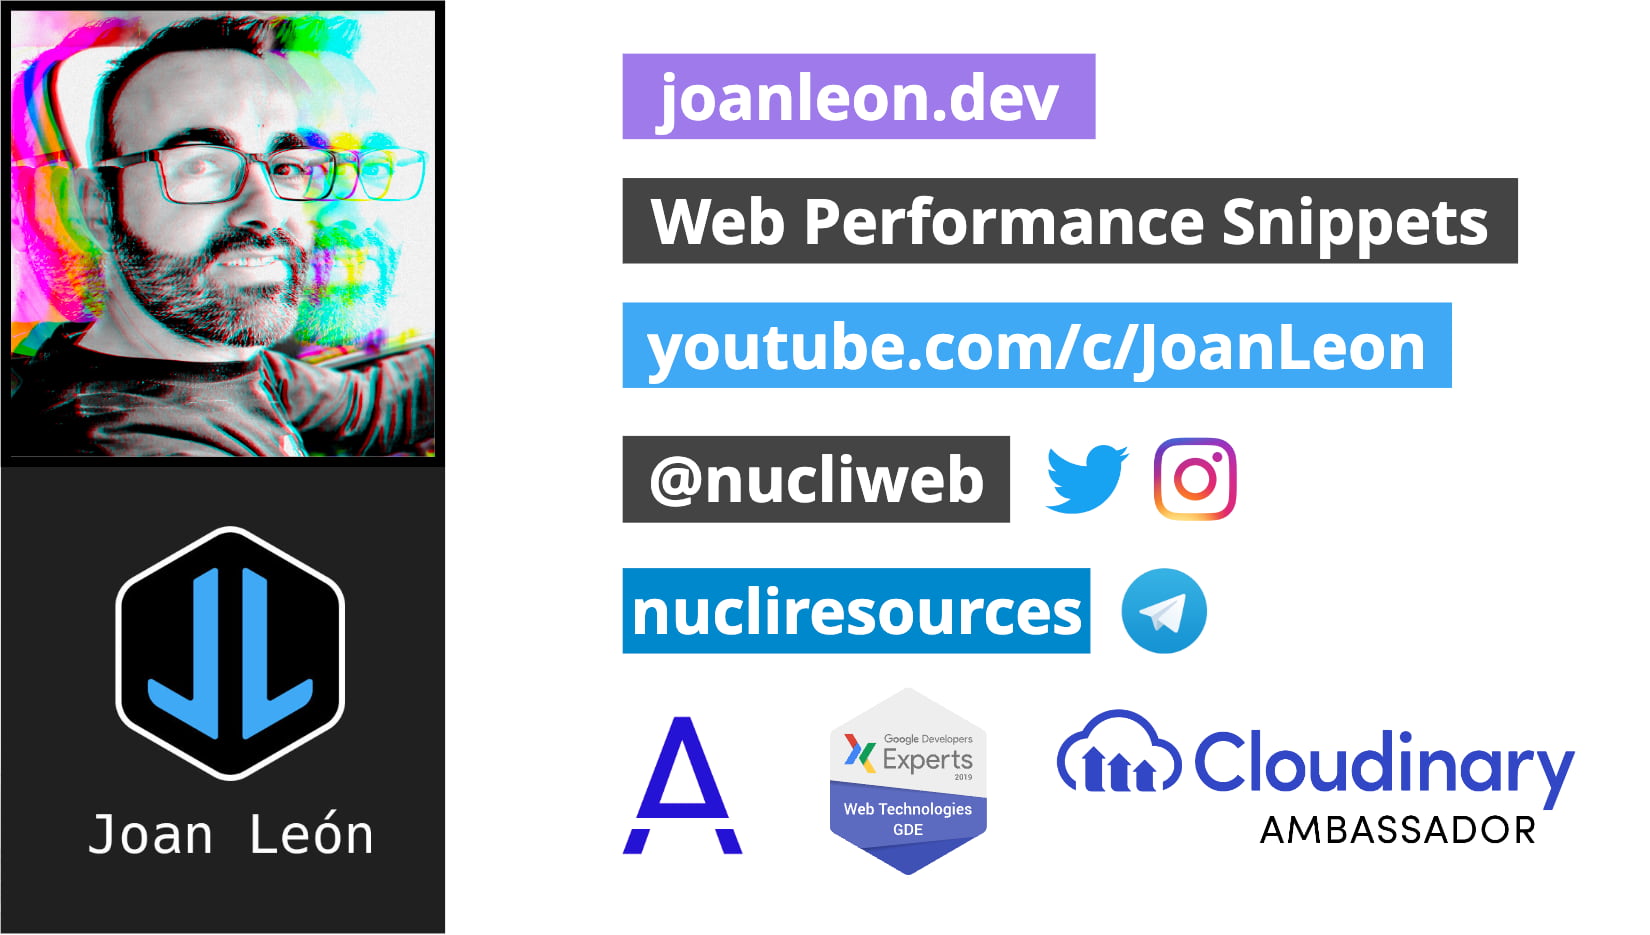 joanleon.dev
Web Performance Snippets
youtube.com/c/JoanLeon
@nucliweb
nucliresources
JL
Joan León
A
Google Developers
Experts
2019
Web Technologies
GDE
Cloudinary
AMBASSADOR